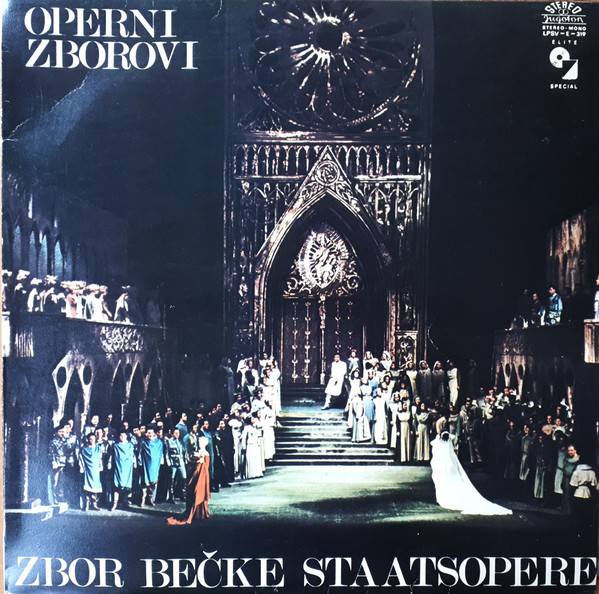 OPERNI
ZBOROVI
STEREO
Jugoton
STEREO-MONO
LPSV-E-319
ELITE
SPECIAL
ZBOR BEČKE STAATSOPERE